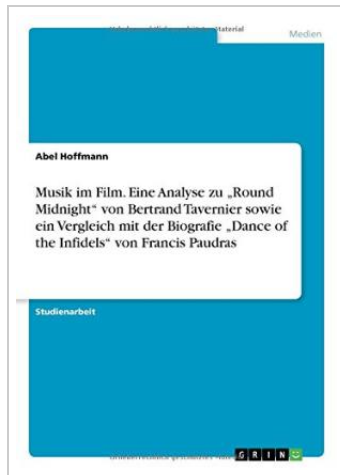 Medien
Abel Hoffmann
Musik im Film. Eine Analyse zu „Round
Midnight“ von Bertrand Tavernier sowie
ein Vergleich mit der Biografie „Dance of
the Infidels“ von Francis Paudras
Studienarbeit
GRIN